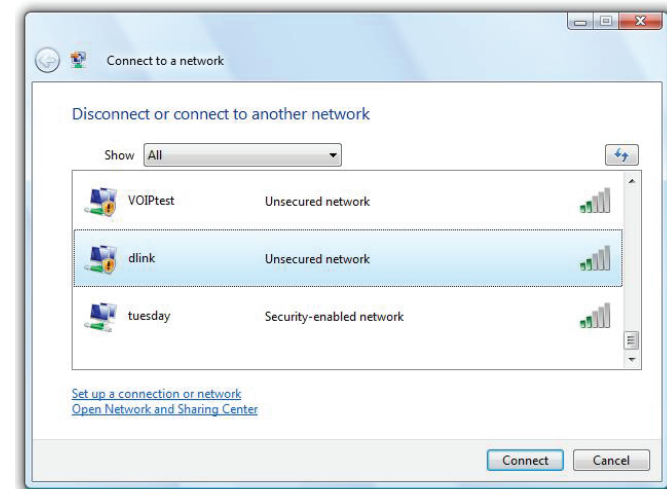 Connect to a network
Disconnect or connect to another network
Show All
VOIPtest Unsecured network
dlink Unsecured network
tuesday Security-enabled network
Set up a connection or network
Open Network and Sharing Center
Connect Cancel